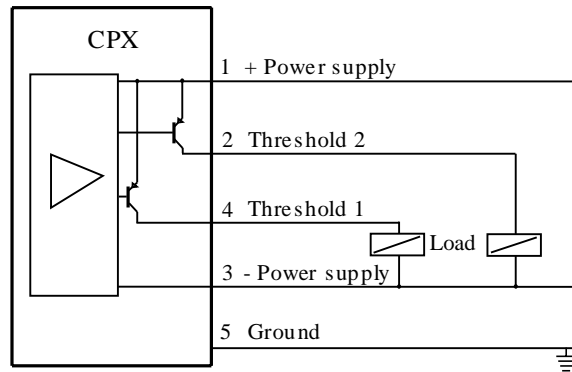 CPX
1 + Power supply
2 Threshold 2
4 Threshold 1
Load
3 - Power supply
5 Ground